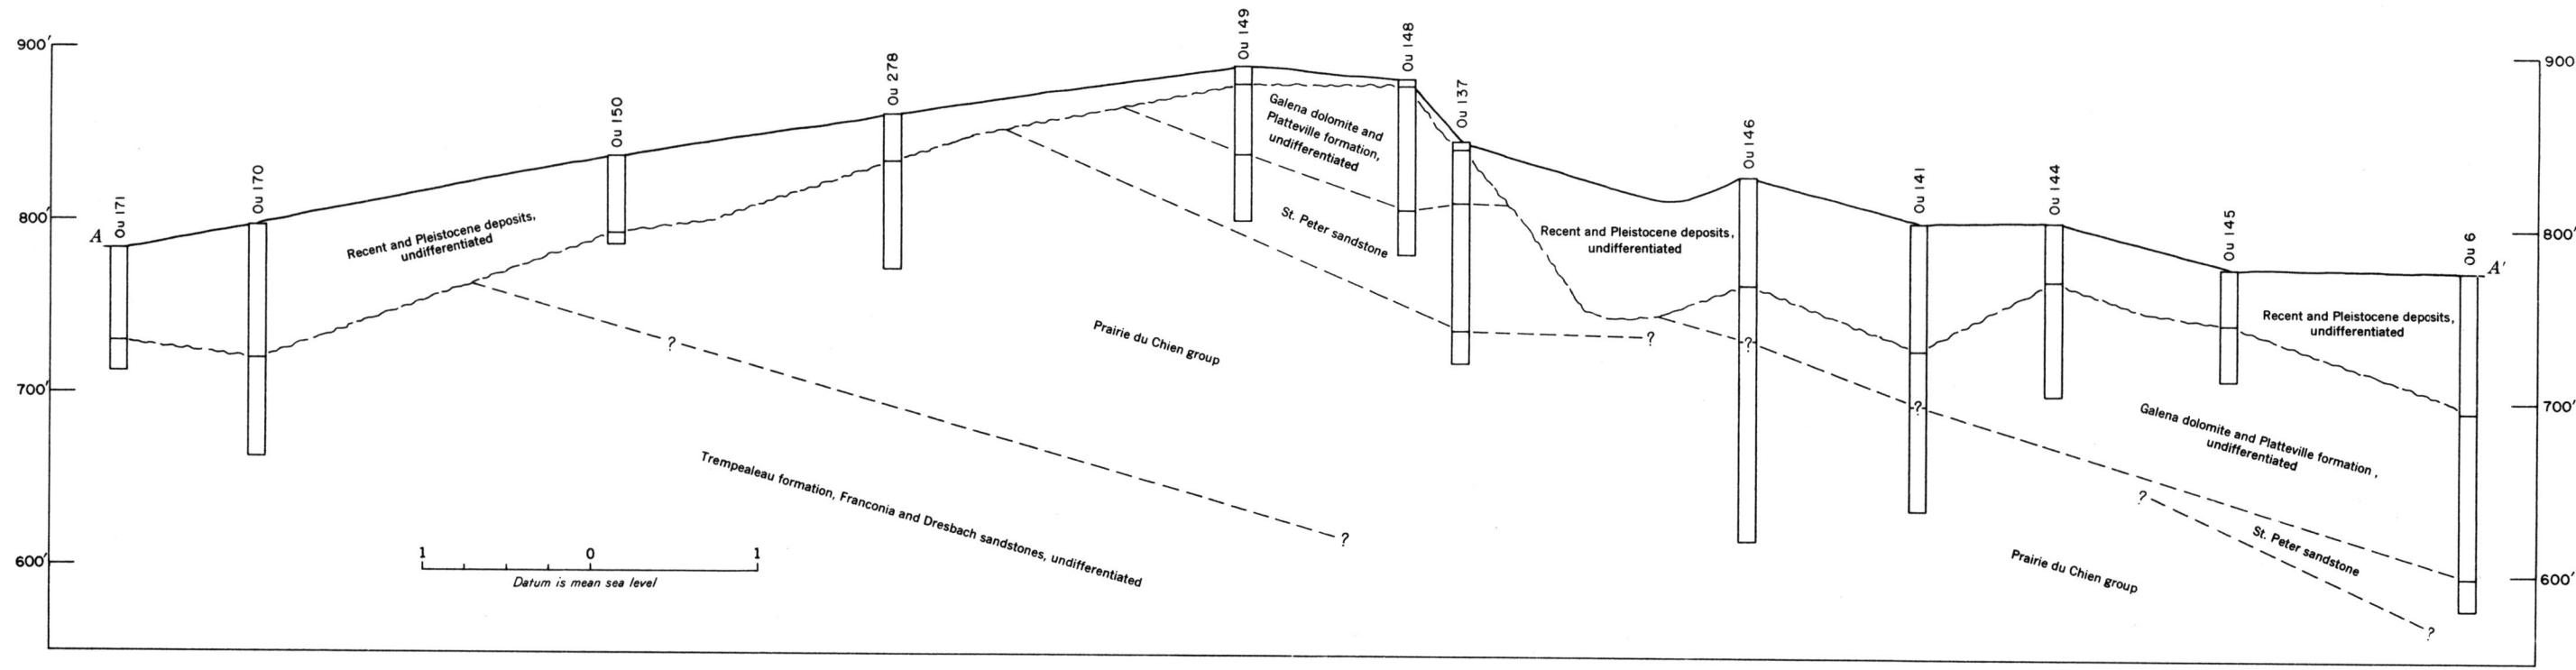 900'
800'
700'
600'
A
Ou 171
Ou 170
Ou 150
Ou 278
Ou 149
Ou 148
Ou 137
Ou 146
Ou 141
Ou 144
Ou 145
Ou 6
A'
900
800'
700'
600'
Recent and Pleistocene deposits,
undifferentiated
Galena dolomite and
Platteville formation,
undifferentiated
St. Peter sandstone
Prairie du Chien group
Trempealeau formation, Franconia and Dresbach sandstones, undifferentiated
?
?
?
?
?
?
?
Recent and Pleistocene deposits,
undifferentiated
Recent and Pleistocene deposits,
undifferentiated
Galena dolomite and Platteville formation,
undifferentiated
St. Peter sandstone
Prairie du Chien group
1 0 1
Datum is mean sea level